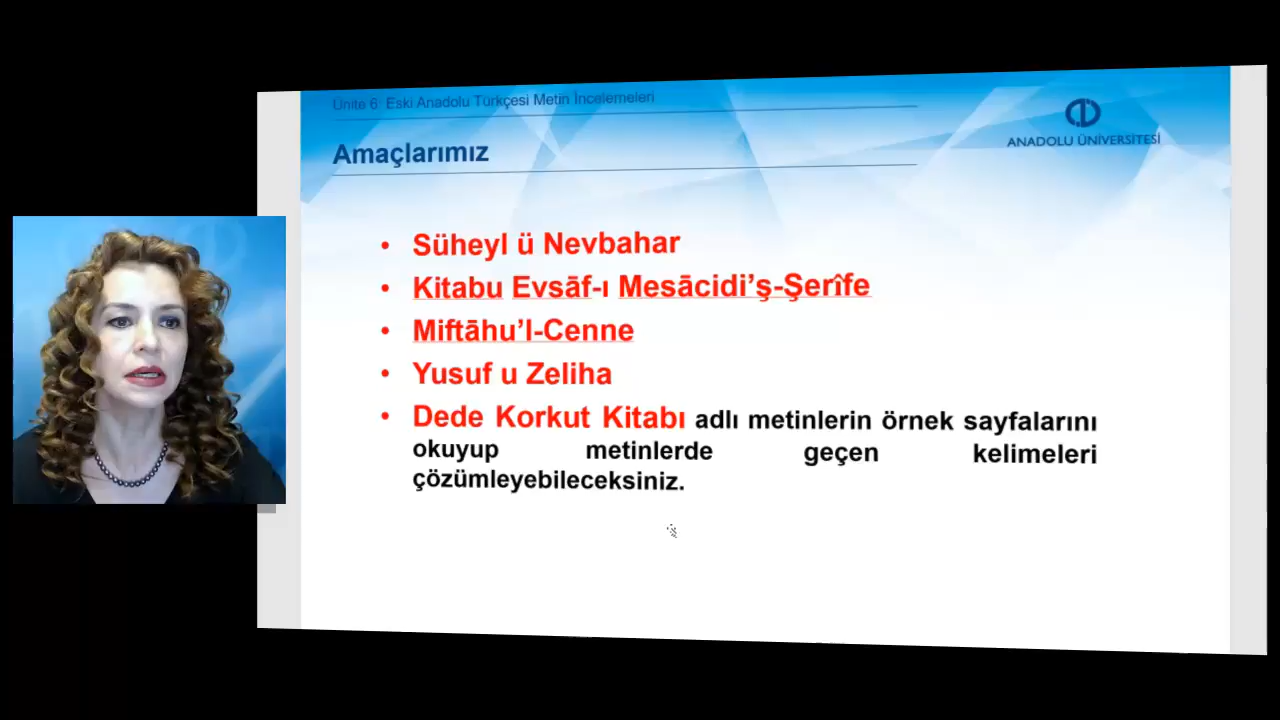 Ünite 6: Eski Anadolu Türkçesi Metin İncelemeleri
Amaçlarımız
ANADOLU ÜNİVERSİTESİ
• Süheyl ü Nevbahar
• Kitabu Evsāf-ı Mesācidi’ş-Şerîfe
• Miftāhu’l-Cenne
• Yusuf u Zeliha
• Dede Korkut Kitabı adlı metinlerin örnek sayfalarını
okuyup metinlerde geçen kelimeleri
çözümleyebileceksiniz.